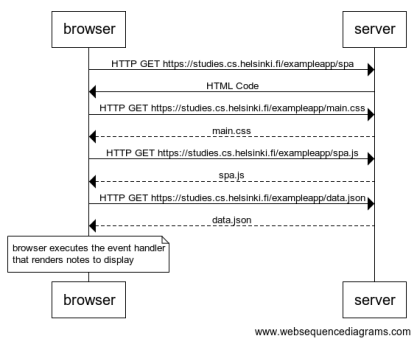 browser
server
HTTP GET https://studies.cs.helsinki.fi/exampleapp/spa
HTML Code
HTTP GET https://studies.cs.helsinki.fi/exampleapp/main.css
main.css
HTTP GET https://studies.cs.helsinki.fi/exampleapp/spa.js
spa.js
HTTP GET https://studies.cs.helsinki.fi/exampleapp/data.json
data.json
browser executes the event handler
that renders notes to display
browser
server
www.websequencediagrams.com